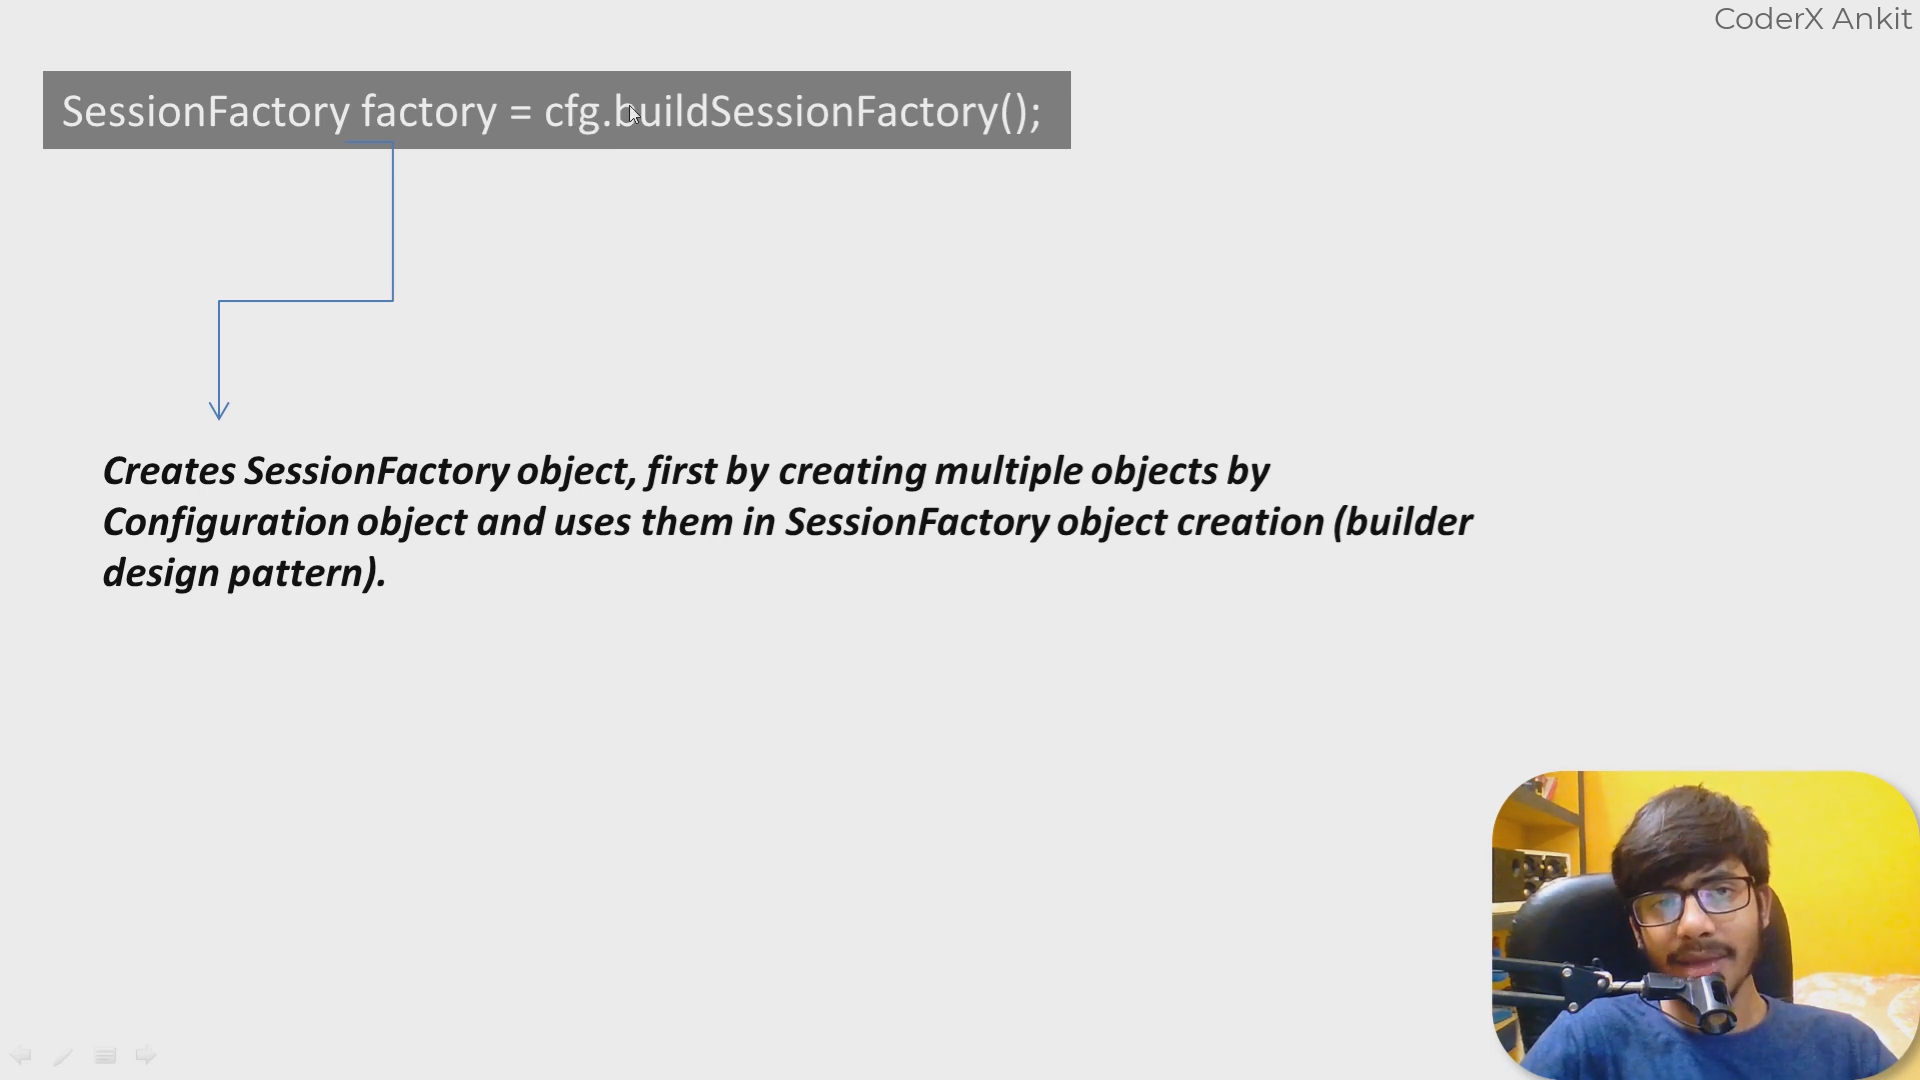 CoderX Ankit
SessionFactory factory = cfg.buildSessionFactory();
Creates SessionFactory object, first by creating multiple objects by
Configuration object and uses them in SessionFactory object creation (builder
design pattern).